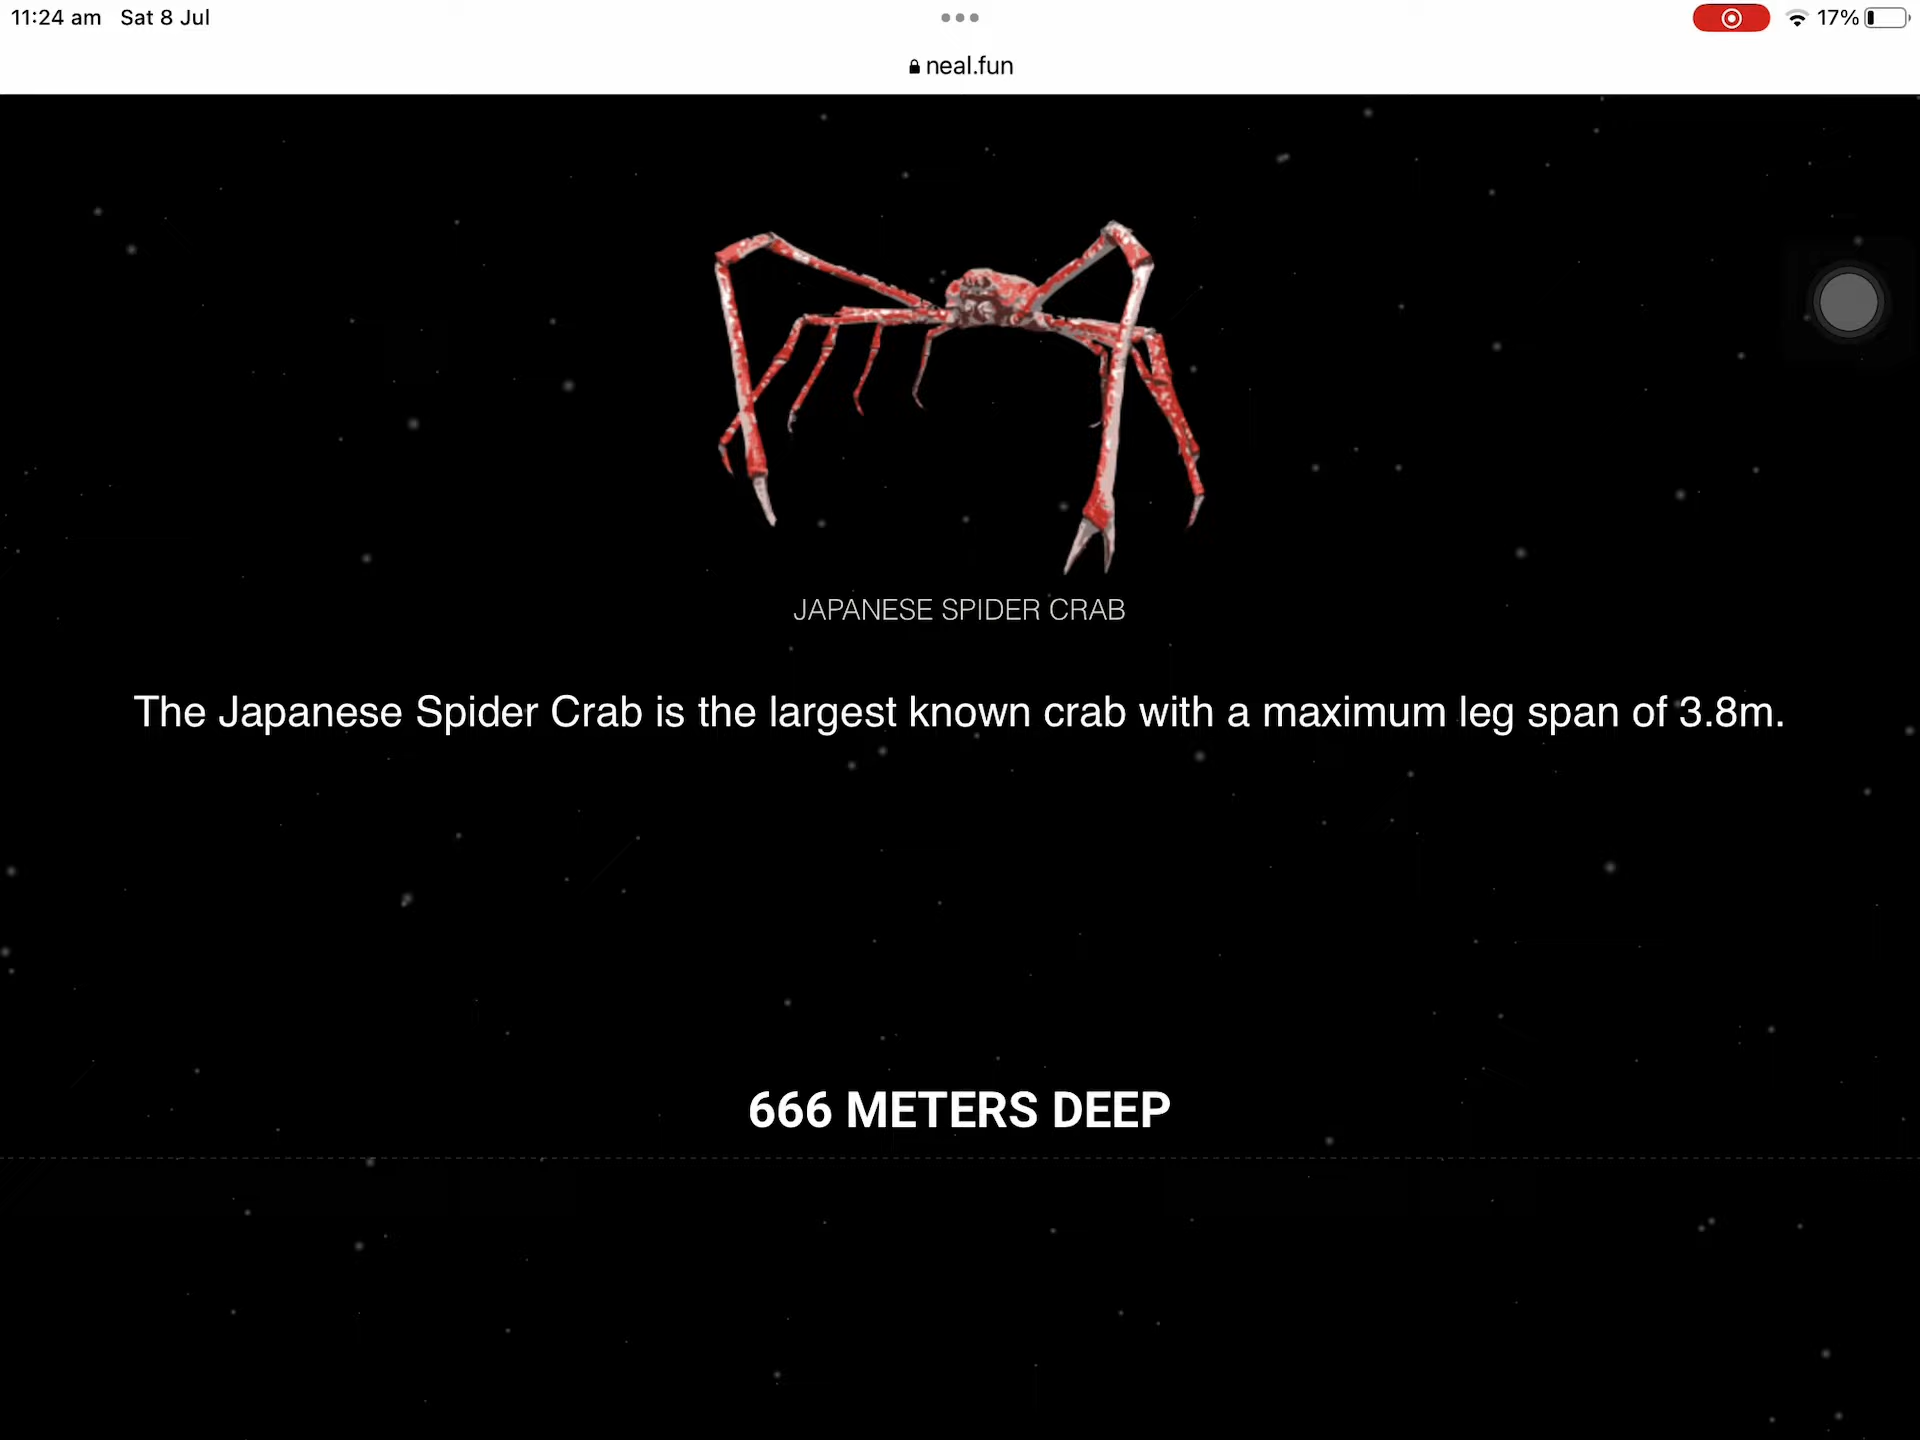 11:24 am Sat 8 Jul
17%
neal.fun
JAPANESE SPIDER CRAB
The Japanese Spider Crab is the largest known crab with a maximum leg span of 3.8m.
666 METERS DEEP